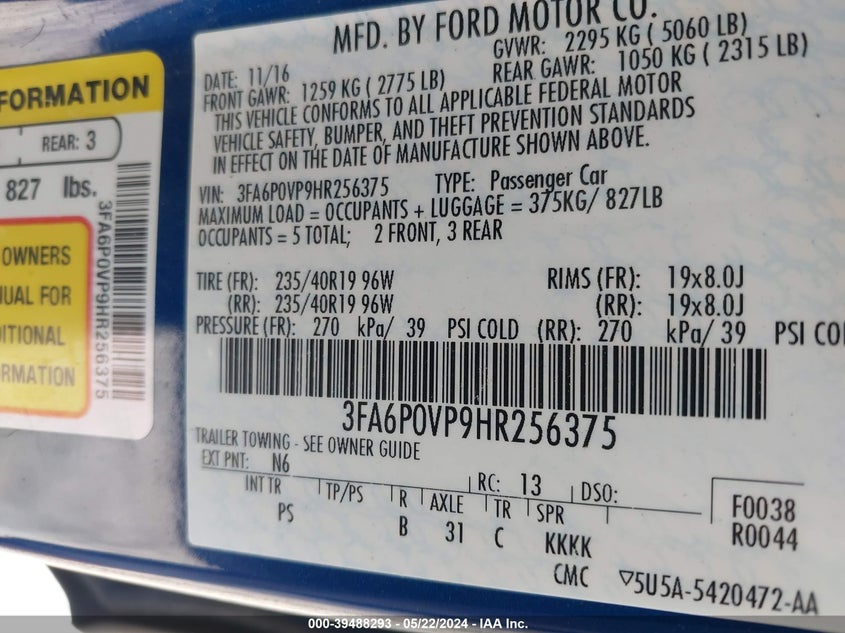 MFD. BY FORD MOTOR CO.
DATE: 11/16 GVWR: 2295 KG ( 5060 LB)
FRONT GAWR: 1259 KG ( 2775 LB) REAR GAWR: 1050 KG ( 2315 LB)
THIS VEHICLE CONFORMS TO ALL APPLICABLE FEDERAL MOTOR
VEHICLE SAFETY, BUMPER, AND THEFT PREVENTION STANDARDS
IN EFFECT ON THE DATE OF MANUFACTURE SHOWN ABOVE.
VIN: 3FA6P0VP9HR256375 TYPE: Passenger Car
MAXIMUM LOAD = OCCUPANTS + LUGGAGE = 375KG/ 827LB
OCCUPANTS = 5 TOTAL; 2 FRONT, 3 REAR
TIRE (FR): 235/40R19 96W RIMS (FR): 19x8.0J
(RR): 235/40R19 96W (RR): 19x8.0J
PRESSURE (FR): 270 kPa/ 39 PSI COLD (RR): 270 kPa/ 39 PSI COL
3FA6P0VP9HR256375
TRAILER TOWING - SEE OWNER GUIDE
EXT PNT: N6 RC: 13 DSO:
INT TR TP/PS R AXLE TR SPR
PS B 31 C KKKK
CMC
F0038
R0044
5U5A-5420472-AA
FORMATION
REAR: 3
827 lbs.
3FA6P0VP9HR256375
OWNERS
NUAL FOR
DITIONAL
ORMATION
000-39488293 - 05/22/2024 - IAA Inc.